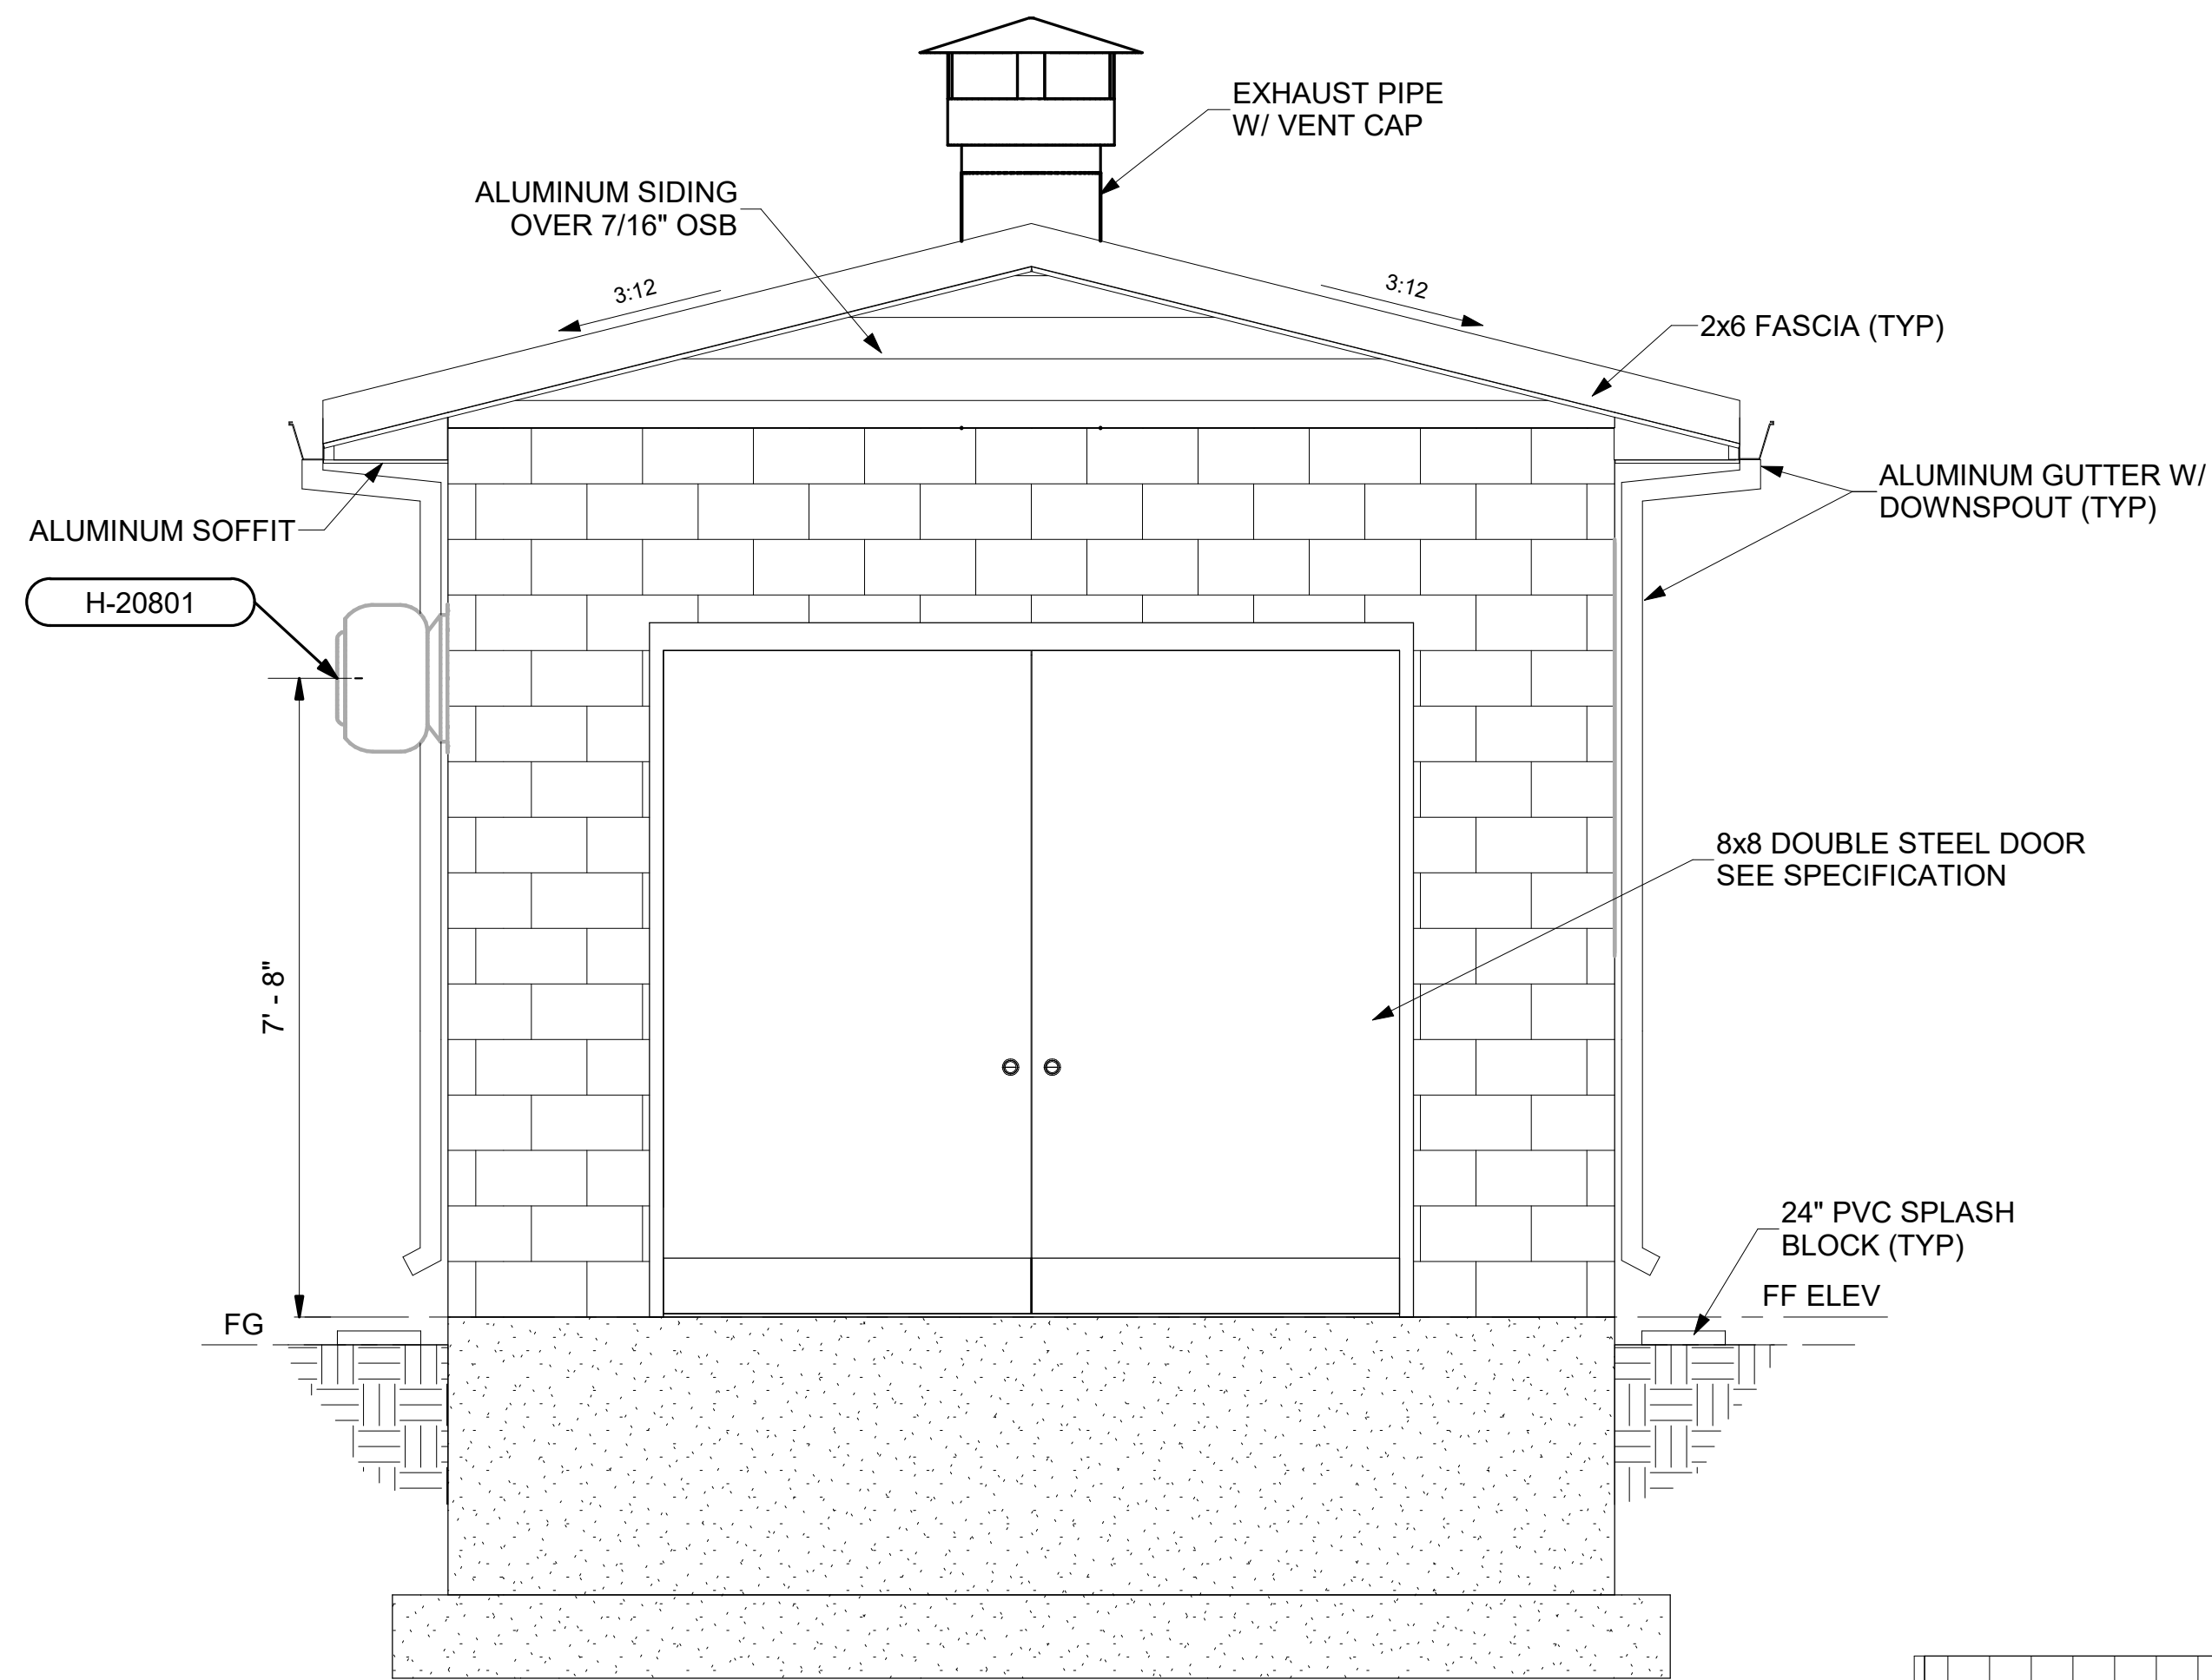 EXHAUST PIPE
W/ VENT CAP
ALUMINUM SIDING
OVER 7/16" OSB
3:12
3:12
2x6 FASCIA (TYP)
ALUMINUM GUTTER W/
DOWNSPOUT (TYP)
ALUMINUM SOFFIT
H-20801
8x8 DOUBLE STEEL DOOR
SEE SPECIFICATION
7' - 8"
24" PVC SPLASH
BLOCK (TYP)
FF ELEV
FG